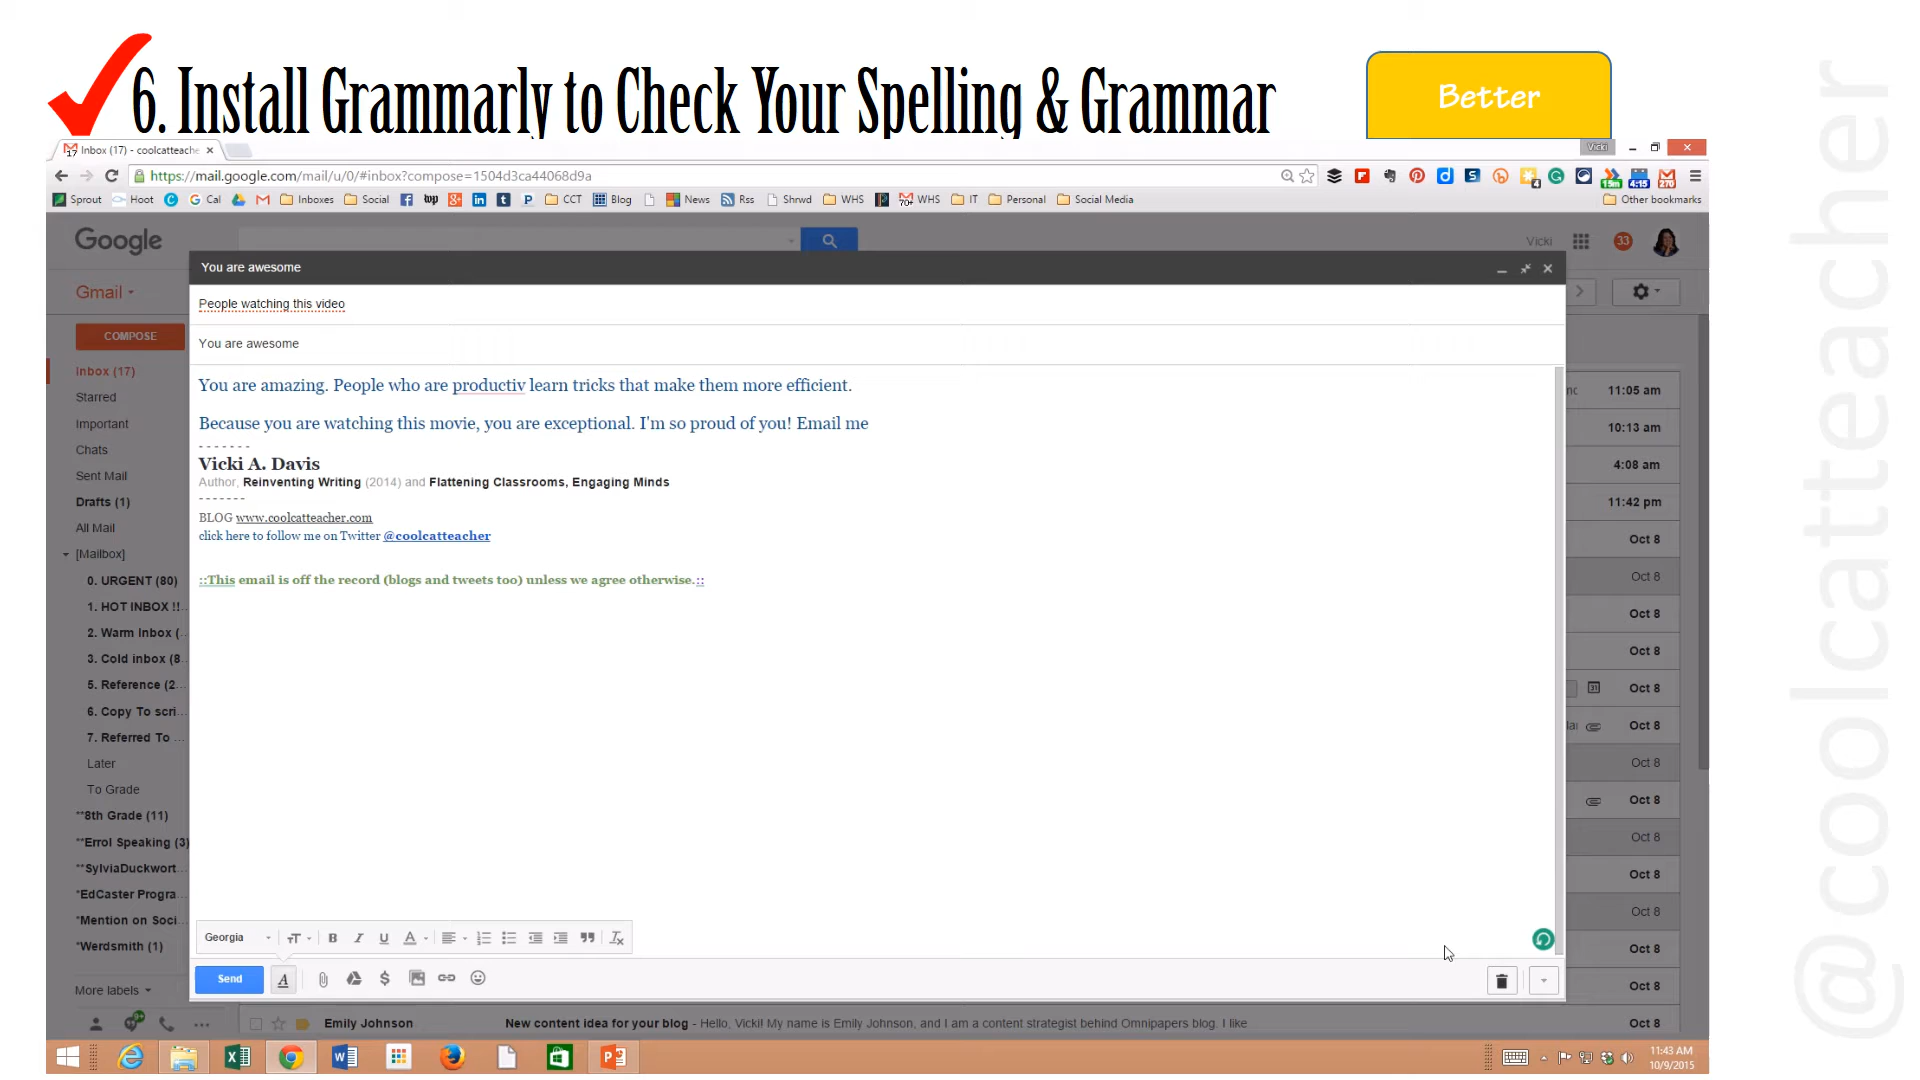 6. Install Grammarly to Check Your Spelling & Grammar
Better
@coolcatteacher
Inbox (17) - coolcatteache
Vicki
https://mail.google.com/mail/u/0/#inbox?compose=1504d3ca44068d9a
Sprout Hoot Cal Inboxes Social CCT Blog News Rss Shrwd WHS WHS IT Personal Social Media Other bookmarks
Google
Vicki 33
You are awesome
Gmail
People watching this video
COMPOSE
You are awesome
Inbox (17)
You are amazing. People who are productiv learn tricks that make them more efficient.
11:05 am
Starred
Important
Because you are watching this movie, you are exceptional. I'm so proud of you! Email me
10:13 am
Chats
-------
Vicki A. Davis
4:08 am
Sent Mail
Author, Reinventing Writing (2014) and Flattening Classrooms, Engaging Minds
-------
Drafts (1)
11:42 pm
BLOG www.coolcatteacher.com
All Mail
click here to follow me on Twitter @coolcatteacher
Oct 8
[Mailbox]
0. URGENT (80)
::This email is off the record (blogs and tweets too) unless we agree otherwise.::
Oct 8
1. HOT INBOX !!..
Oct 8
2. Warm Inbox (..
3. Cold inbox (8..
Oct 8
5. Reference (2...
Oct 8
6. Copy To scri...
7. Referred To ...
Oct 8
Later
Oct 8
To Grade
Oct 8
**8th Grade (11)
**Errol Speaking (3)
Oct 8
**SylviaDuckwort...
Oct 8
*EdCaster Progra...
*Mention on Soci...
Oct 8
*Werdsmith (1)
Oct 8
Georgia
Send
More labels
Oct 8
Emily Johnson
New content idea for your blog - Hello, Vicki! My name is Emily Johnson, and I am a content strategist behind Omnipapers blog. I like
Oct 8
11:43 AM
10/9/2015